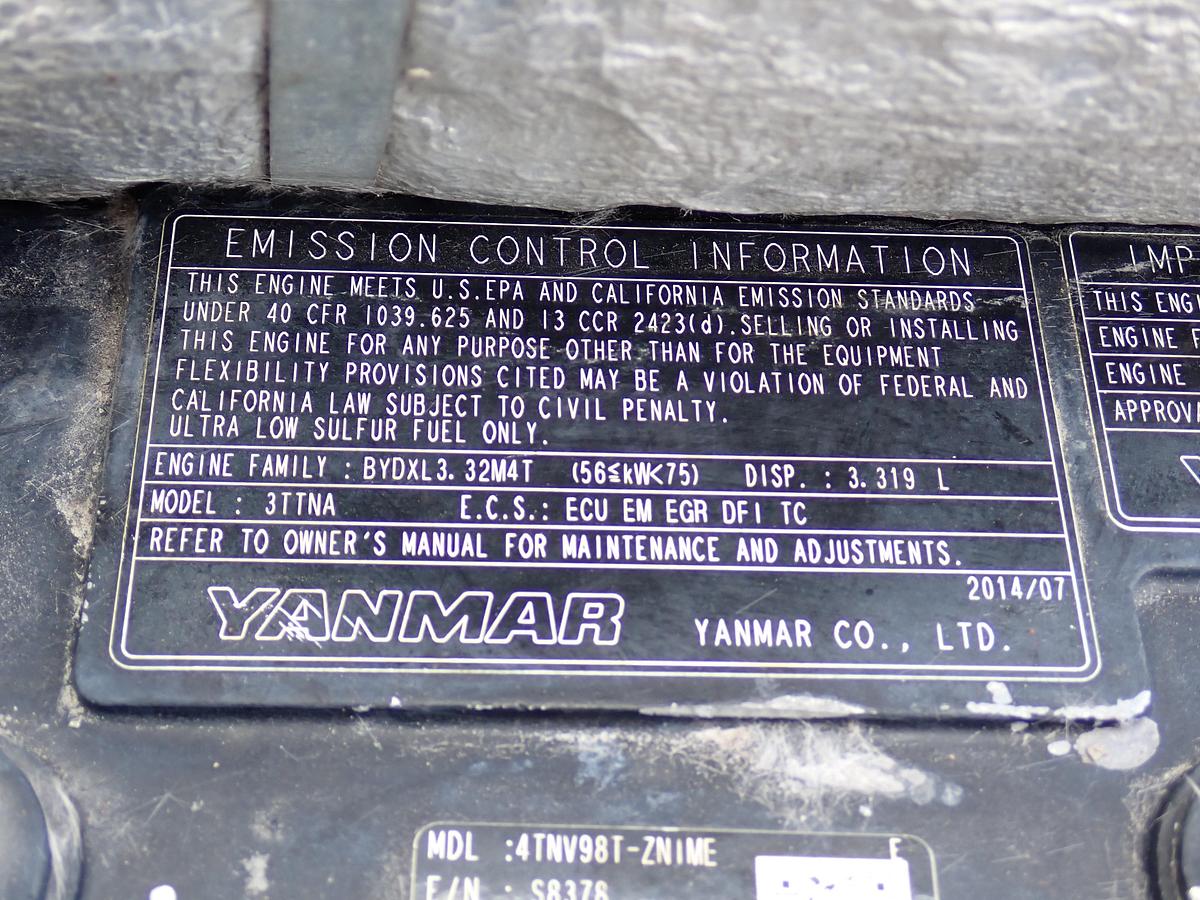 EMISSION CONTROL INFORMATION
THIS ENGINE MEETS U.S.EPA AND CALIFORNIA EMISSION STANDARDS
UNDER 40 CFR 1039.625 AND 13 CCR 2423(d).SELLING OR INSTALLING
THIS ENGINE FOR ANY PURPOSE OTHER THAN FOR THE EQUIPMENT
FLEXIBILITY PROVISIONS CITED MAY BE A VIOLATION OF FEDERAL AND
CALIFORNIA LAW SUBJECT TO CIVIL PENALTY.
ULTRA LOW SULFUR FUEL ONLY.
ENGINE FAMILY : BYDXL3.32M4T (56≦kW<75) DISP. : 3.319 L
MODEL : 3TTNA E.C.S.: ECU EM EGR DFI TC
REFER TO OWNER'S MANUAL FOR MAINTENANCE AND ADJUSTMENTS.
2014/07
YANMAR YANMAR CO., LTD.
IMP
THIS ENG
ENGINE F
ENGINE
APPROVA
MDL :4TNV98T-ZN1ME
E/N : S8376